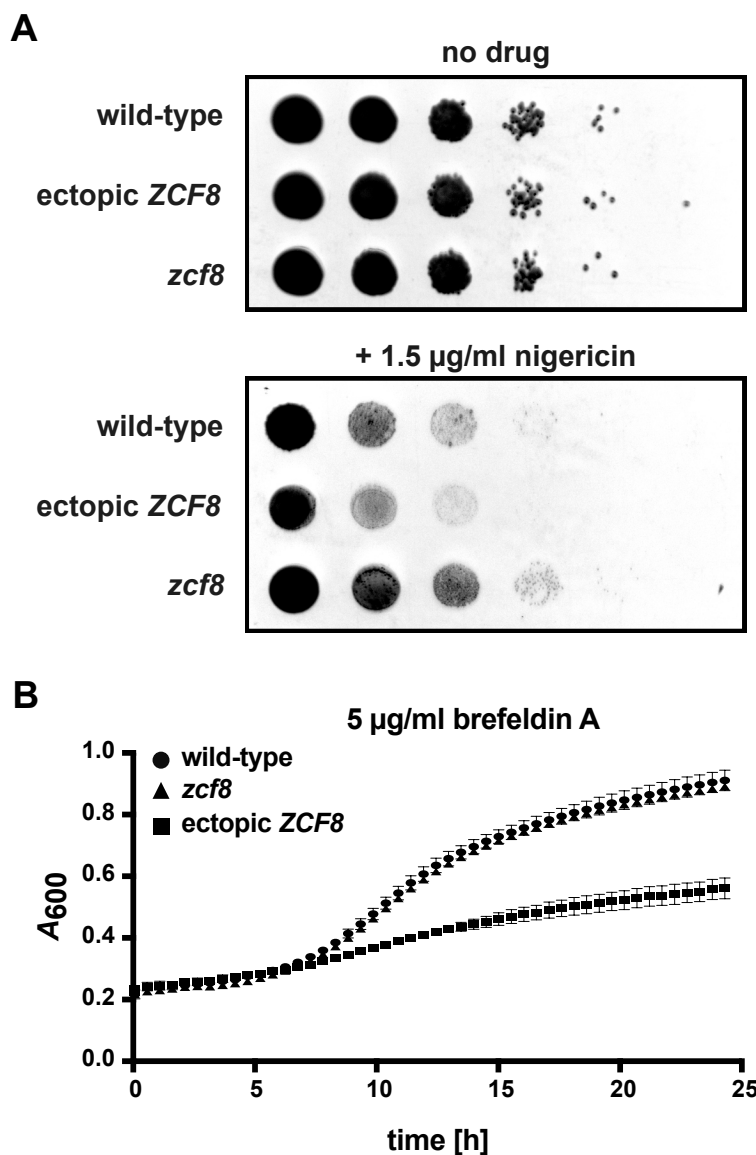 A
no drug
wild-type
ectopic ZCF8
zcf8
+ 1.5 µg/ml nigericin
wild-type
ectopic ZCF8
zcf8
B
5 µg/ml brefeldin A
1.0
wild-type
zcf8
0.8
ectopic ZCF8
0.6
A600
0.4
0.2
0.0
0 5 10 15 20 25
time [h]